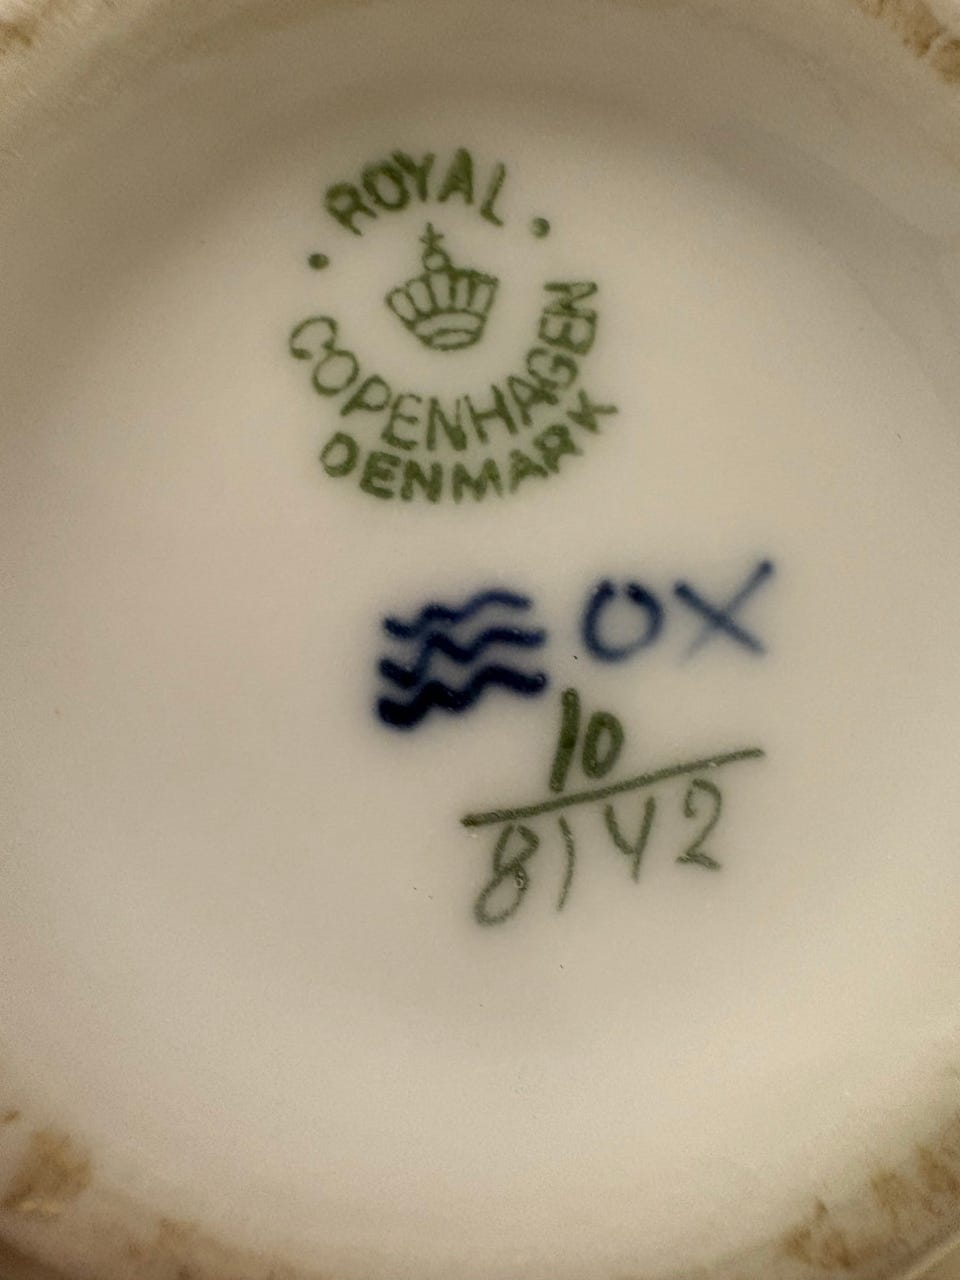 ROYAL
COPENHAGEN
DENMARK
OX
10
8142